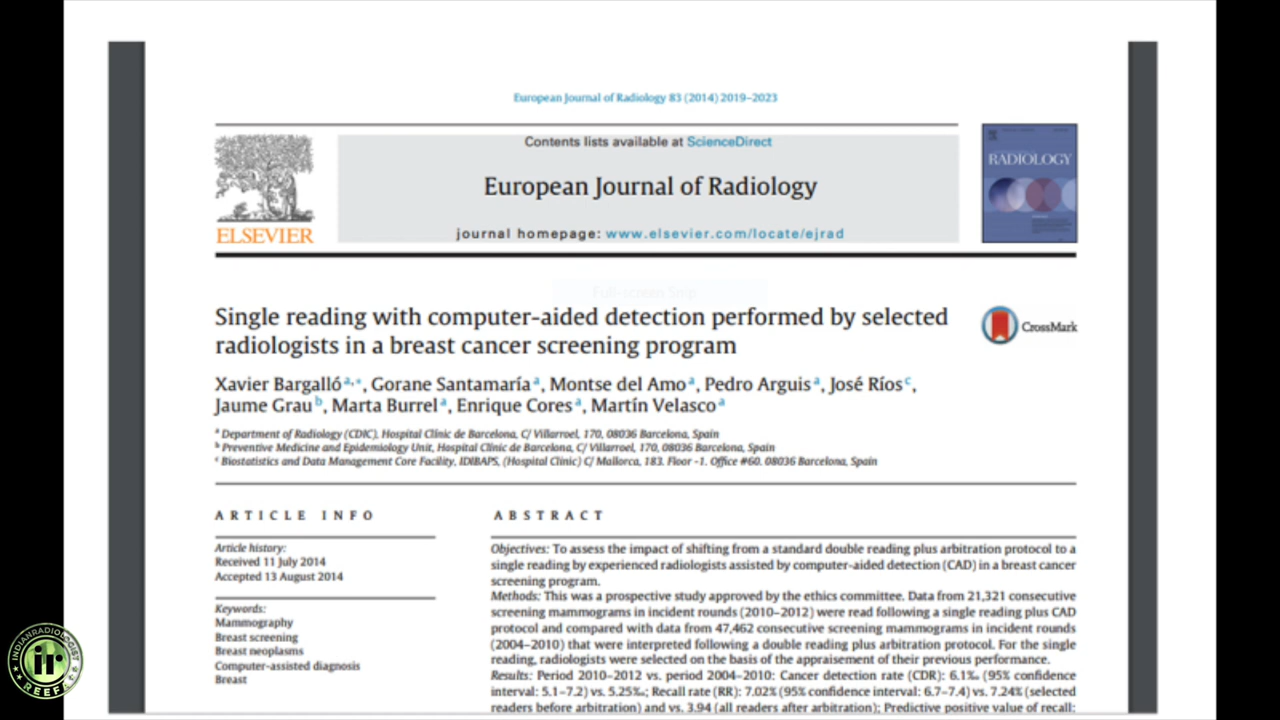 European Journal of Radiology 83 (2014) 2019–2023
Contents lists available at ScienceDirect
European Journal of Radiology
journal homepage: www.elsevier.com/locate/ejrad
ELSEVIER
RADIOLOGY
Full-screen Snip
Single reading with computer-aided detection performed by selected
radiologists in a breast cancer screening program
CrossMark
Xavier Bargalló a,*, Gorane Santamaría a, Montse del Amo a, Pedro Arguis a, José Ríos c,
Jaume Grau b, Marta Burrel a, Enrique Cores a, Martín Velasco a
a Department of Radiology (CDIC), Hospital Clínic de Barcelona, C/ Villarroel, 170, 08036 Barcelona, Spain
b Preventive Medicine and Epidemiology Unit, Hospital Clínic de Barcelona, C/ Villarroel, 170, 08036 Barcelona, Spain
c Biostatistics and Data Management Core Facility, IDIBAPS, (Hospital Clinic) C/ Mallorca, 183. Floor -1. Office #60. 08036 Barcelona, Spain
ARTICLE INFO
Article history:
Received 11 July 2014
Accepted 13 August 2014
Keywords:
Mammography
Breast screening
Breast neoplasms
Computer-assisted diagnosis
Breast
ABSTRACT
Objectives: To assess the impact of shifting from a standard double reading plus arbitration protocol to a
single reading by experienced radiologists assisted by computer-aided detection (CAD) in a breast cancer
screening program.
Methods: This was a prospective study approved by the ethics committee. Data from 21,321 consecutive
screening mammograms in incident rounds (2010–2012) were read following a single reading plus CAD
protocol and compared with data from 47,462 consecutive screening mammograms in incident rounds
(2004–2010) that were interpreted following a double reading plus arbitration protocol. For the single
reading, radiologists were selected on the basis of the appraisement of their previous performance.
Results: Period 2010–2012 vs. period 2004–2010: Cancer detection rate (CDR): 6.1‰ (95% confidence
interval: 5.1–7.2) vs. 5.25‰; Recall rate (RR): 7.02% (95% confidence interval: 6.7–7.4) vs. 7.24% (selected
readers before arbitration) and vs. 3.94 (all readers after arbitration); Predictive positive value of recall:
INDIANRADIOLOGIST
ir
REEFA